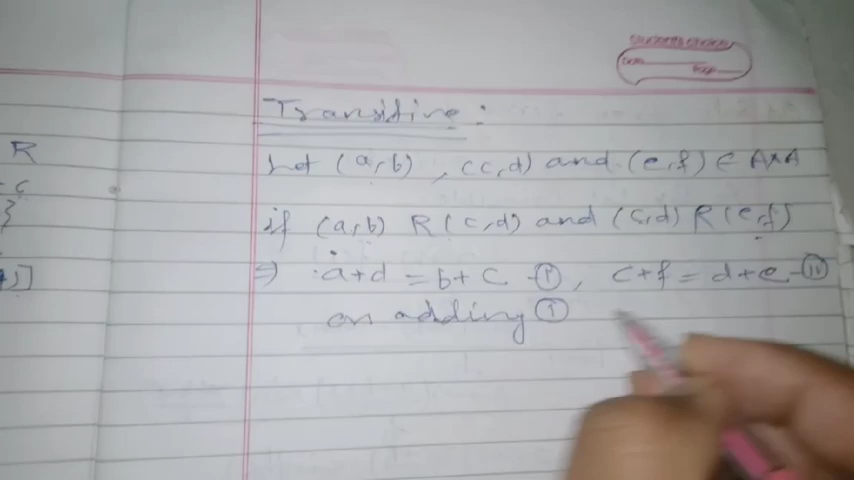 Transitive :
Let (a,b) , (c,d) and (e,f) ∈ A×A
if (a,b) R (c,d) and (c,d) R (e,f)
⇒ a+d = b+c -(i), c+f = d+e -(ii)
on adding (i)
R
c
}
)]